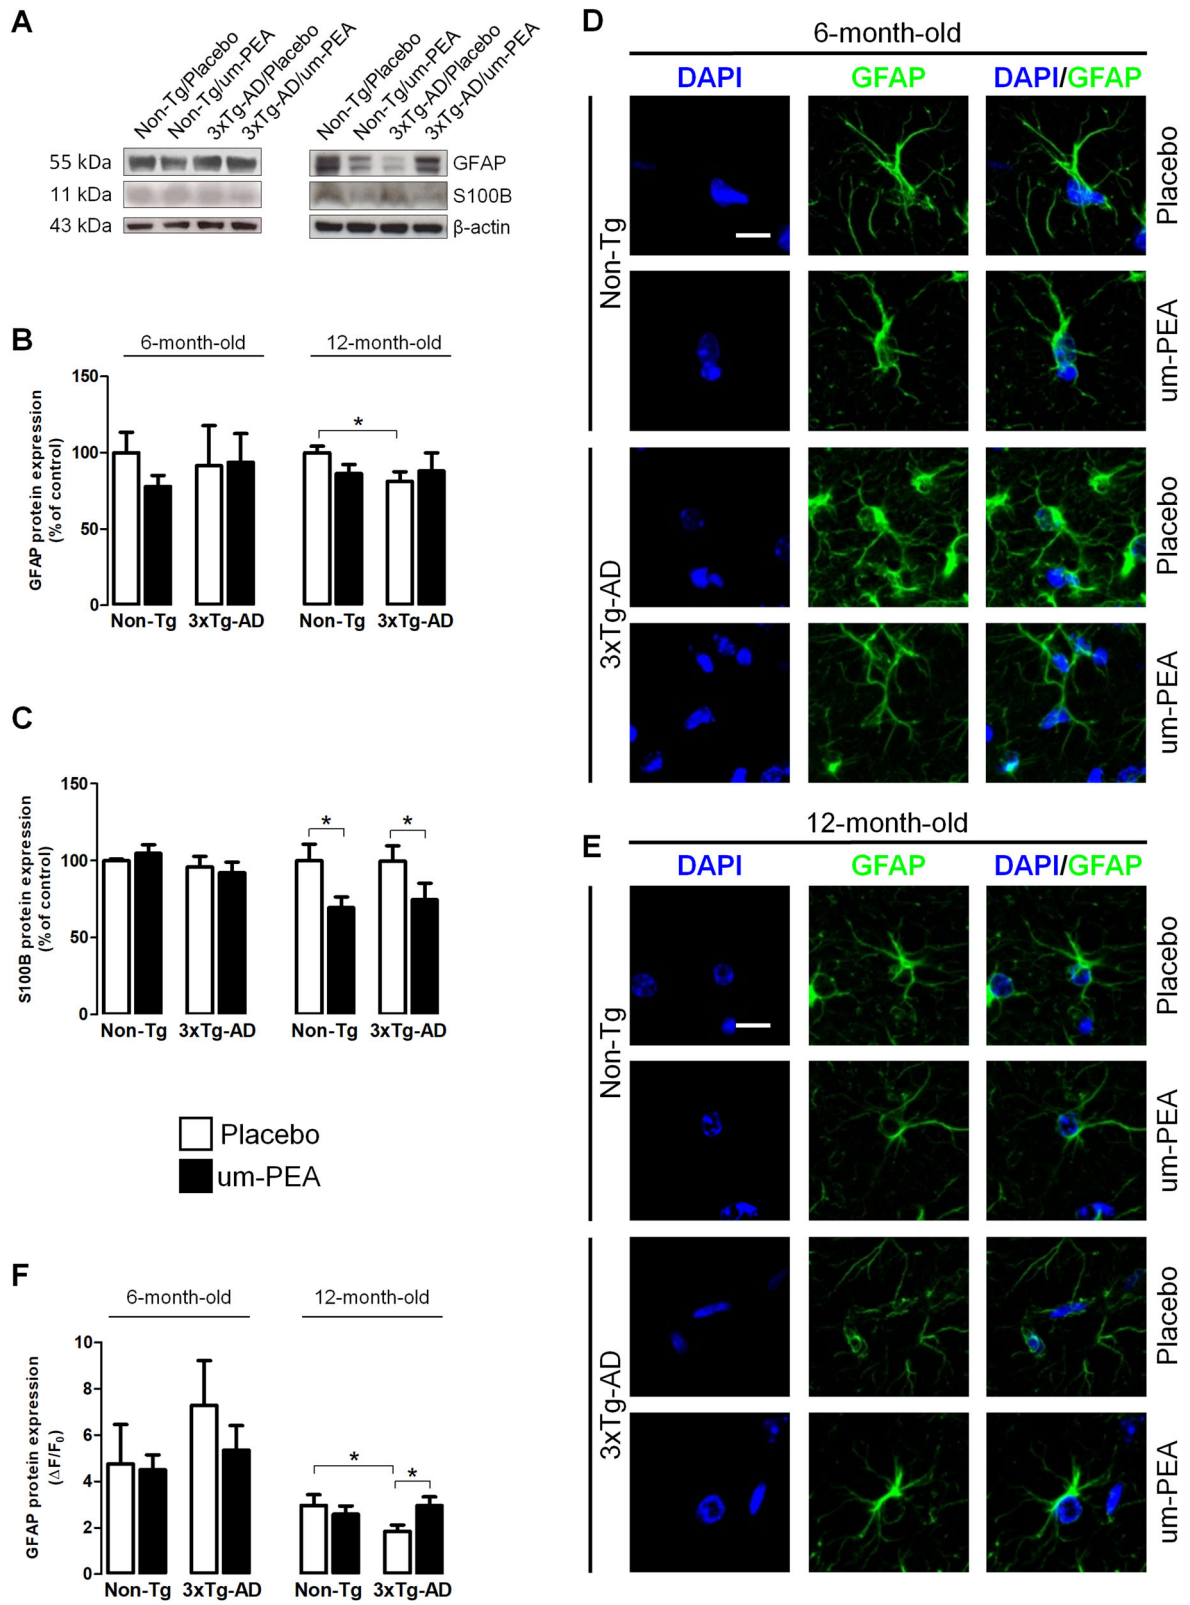 A
Non-Tg/Placebo
Non-Tg/um-PEA
3xTg-AD/Placebo
3xTg-AD/um-PEA
Non-Tg/Placebo
Non-Tg/um-PEA
3xTg-AD/Placebo
3xTg-AD/um-PEA
55 kDa
GFAP
11 kDa
S100B
43 kDa
β-actin
B
6-month-old
12-month-old
GFAP protein expression
(% of control)
150
100
50
0
*
Non-Tg
3xTg-AD
Non-Tg
3xTg-AD
C
S100B protein expression
(% of control)
150
100
50
0
*
*
Non-Tg
3xTg-AD
Non-Tg
3xTg-AD
Placebo
um-PEA
F
6-month-old
12-month-old
GFAP protein expression
(ΔF/F0)
10
8
6
4
2
0
*
*
Non-Tg
3xTg-AD
Non-Tg
3xTg-AD
D
6-month-old
DAPI
GFAP
DAPI/GFAP
Non-Tg
Placebo
um-PEA
3xTg-AD
Placebo
um-PEA
E
12-month-old
DAPI
GFAP
DAPI/GFAP
Non-Tg
Placebo
um-PEA
3xTg-AD
Placebo
um-PEA